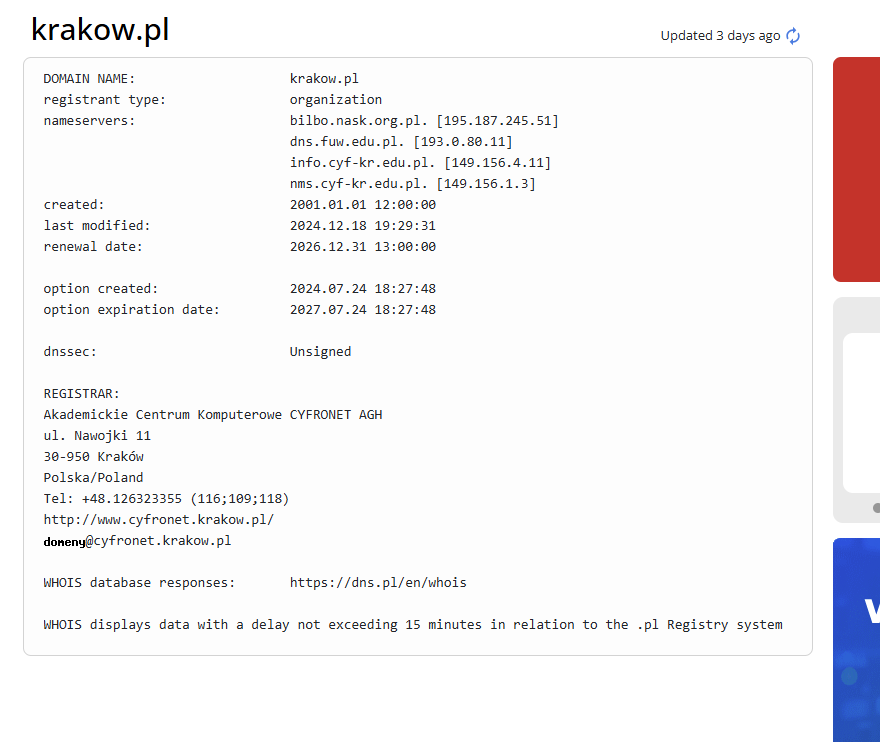 krakow.pl
Updated 3 days ago
DOMAIN NAME: krakow.pl
registrant type: organization
nameservers: bilbo.nask.org.pl. [195.187.245.51]
dns.fuw.edu.pl. [193.0.80.11]
info.cyf-kr.edu.pl. [149.156.4.11]
nms.cyf-kr.edu.pl. [149.156.1.3]
created: 2001.01.01 12:00:00
last modified: 2024.12.18 19:29:31
renewal date: 2026.12.31 13:00:00
option created: 2024.07.24 18:27:48
option expiration date: 2027.07.24 18:27:48
dnssec: Unsigned
REGISTRAR:
Akademickie Centrum Komputerowe CYFRONET AGH
ul. Nawojki 11
30-950 Kraków
Polska/Poland
Tel: +48.126323355 (116;109;118)
http://www.cyfronet.krakow.pl/
domeny@cyfronet.krakow.pl
WHOIS database responses: https://dns.pl/en/whois
WHOIS displays data with a delay not exceeding 15 minutes in relation to the .pl Registry system